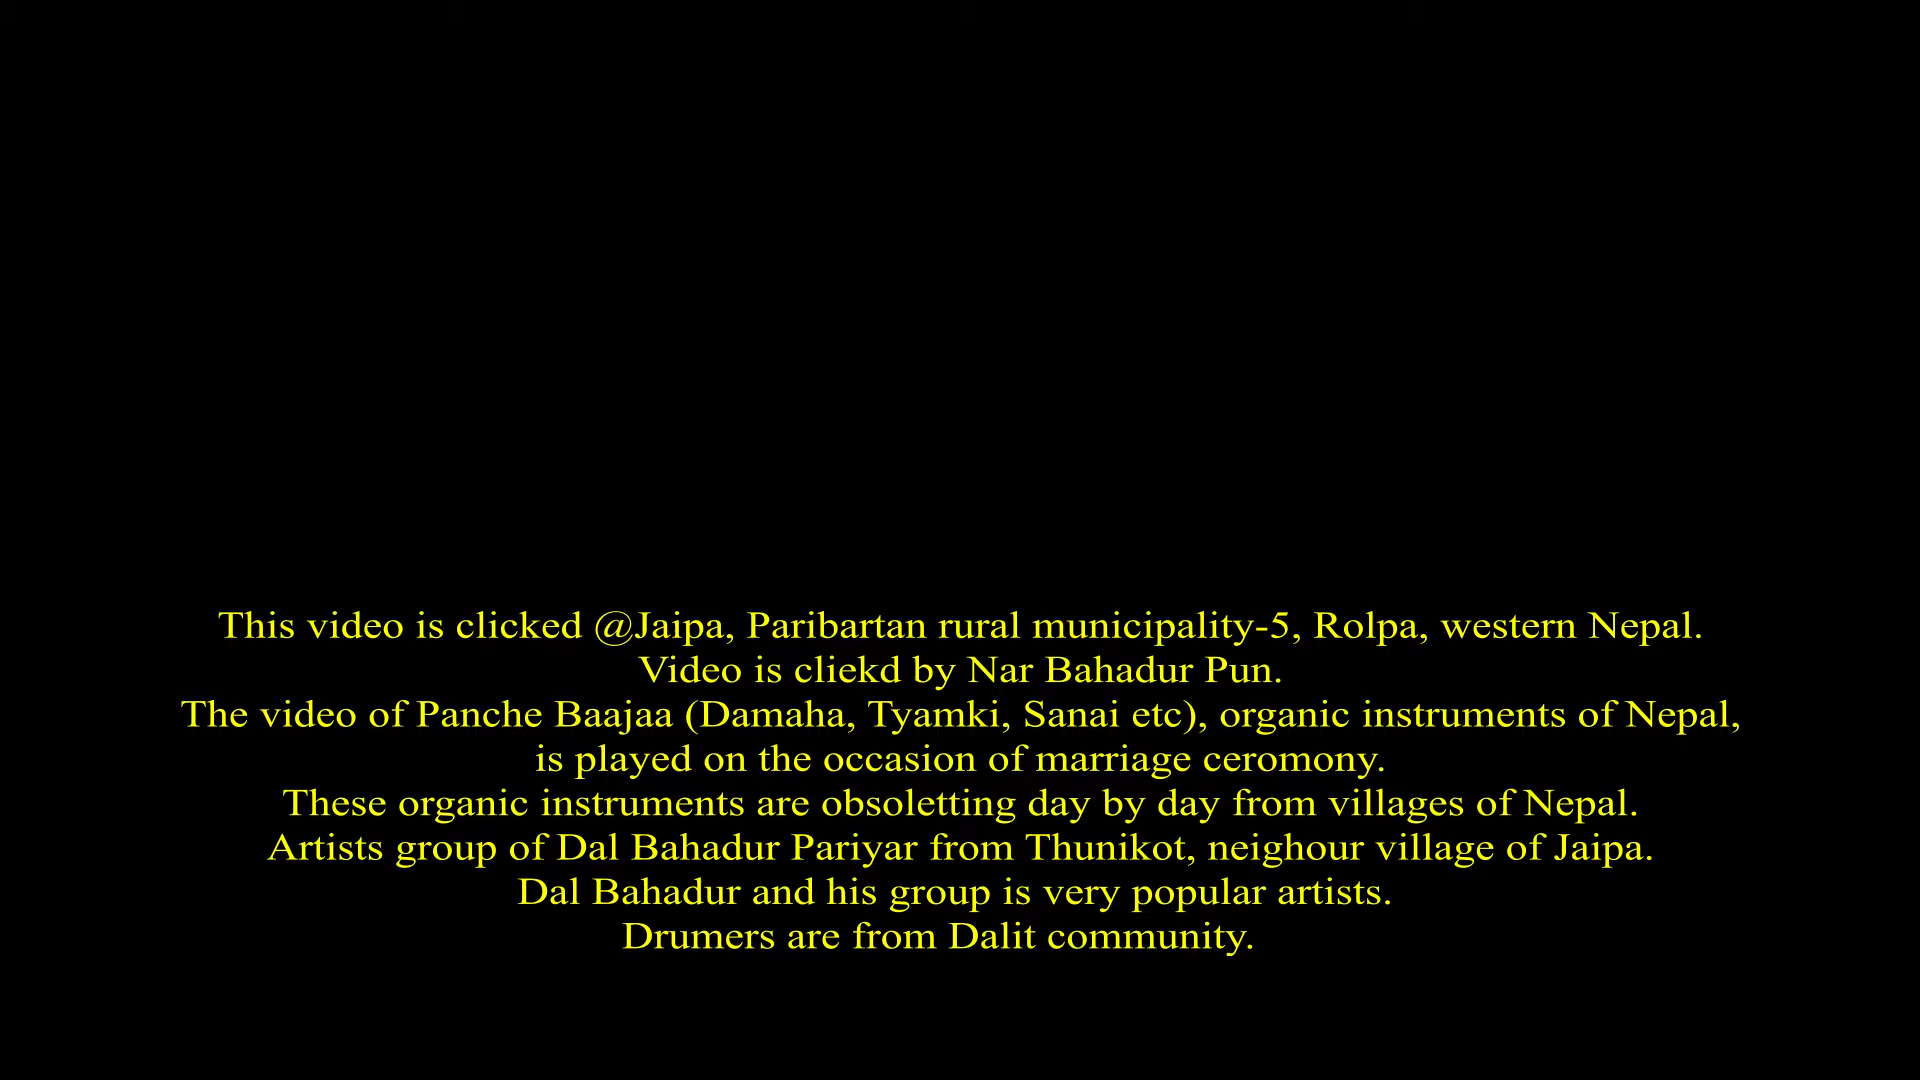 This video is clicked @Jaipa, Paribartan rural municipality-5, Rolpa, western Nepal.
Video is cliekd by Nar Bahadur Pun.
The video of Panche Baajaa (Damaha, Tyamki, Sanai etc), organic instruments of Nepal,
is played on the occasion of marriage ceromony.
These organic instruments are obsoletting day by day from villages of Nepal.
Artists group of Dal Bahadur Pariyar from Thunikot, neighour village of Jaipa.
Dal Bahadur and his group is very popular artists.
Drumers are from Dalit community.